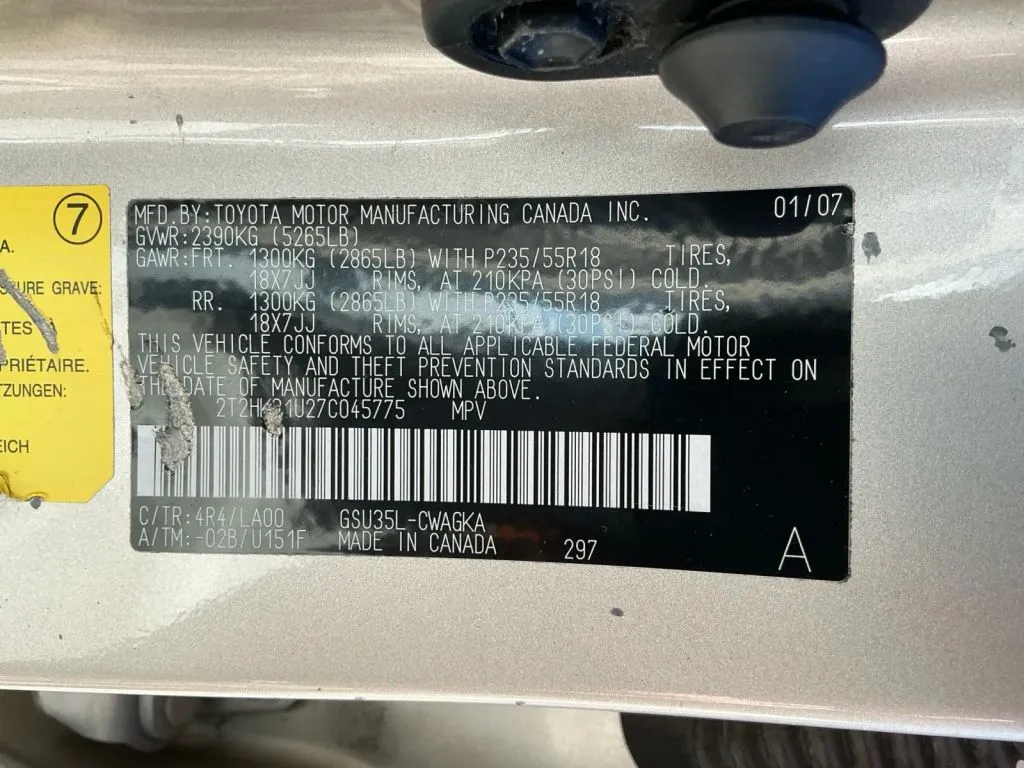 7
A.
SURE GRAVE:
TES
PRIÉTAIRE.
TZUNGEN:
EICH
MFD.BY:TOYOTA MOTOR MANUFACTURING CANADA INC. 01/07
GVWR:2390KG (5265LB)
GAWR:FRT. 1300KG (2865LB) WITH P235/55R18 TIRES,
18X7JJ RIMS, AT 210KPA (30PSI) COLD.
RR. 1300KG (2865LB) WITH P235/55R18 TIRES,
18X7JJ RIMS, AT 210KPA (30PSI) COLD.
THIS VEHICLE CONFORMS TO ALL APPLICABLE FEDERAL MOTOR
VEHICLE SAFETY AND THEFT PREVENTION STANDARDS IN EFFECT ON
THE DATE OF MANUFACTURE SHOWN ABOVE.
2T2HK31U27C045775 MPV
C/TR:4R4/LA00 GSU35L-CWAGKA
A/TM:-02B/U151F MADE IN CANADA 297 A